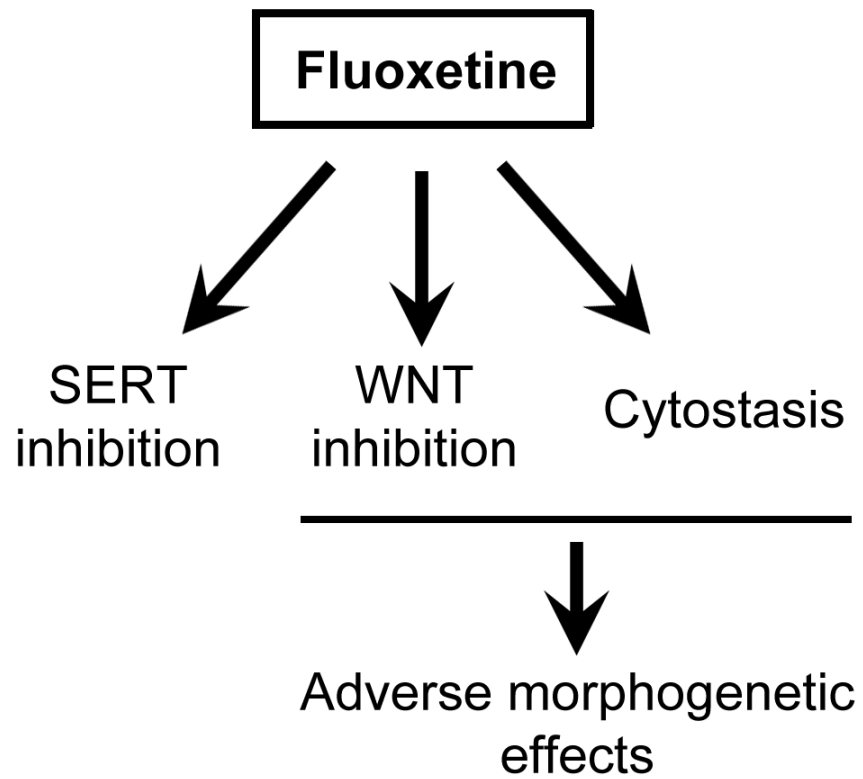 Fluoxetine
SERT
inhibition
WNT
inhibition
Cytostasis
Adverse morphogenetic
effects